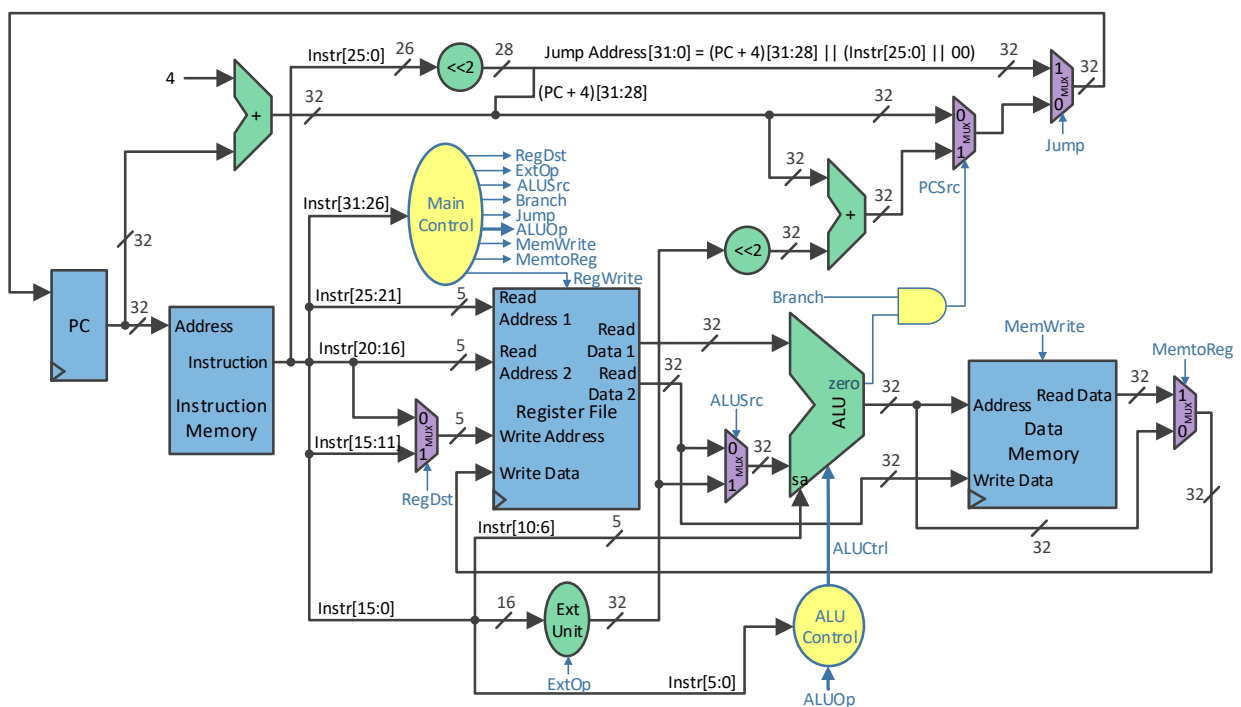 Instr[25:0]
26
<<2
28
Jump Address[31:0] = (PC + 4)[31:28] || (Instr[25:0] || 00)
32
1
MUX
0
32
Jump
4
+
32
(PC + 4)[31:28]
32
0
MUX
1
PCSrc
32
32
+
32
<<2
32
Instr[31:26]
Main
Control
RegDst
ExtOp
ALUSrc
Branch
Jump
ALUOp
MemWrite
MemtoReg
RegWrite
32
PC
32
Address
Instruction
Instruction
Memory
Instr[25:21]
5
Instr[20:16]
5
Instr[15:11]
0
MUX
1
5
RegDst
Read
Address 1
Read
Address 2
Read
Data 1
Read
Data 2
Register File
Write Address
Write Data
32
32
ALUSrc
0
MUX
1
32
ALU
zero
sa
32
Branch
MemWrite
Address
Read Data
Data
Memory
Write Data
32
32
MemtoReg
1
MUX
0
32
32
Instr[10:6]
5
ALUCtrl
Instr[15:0]
16
Ext
Unit
32
ExtOp
ALU
Control
Instr[5:0]
ALUOp